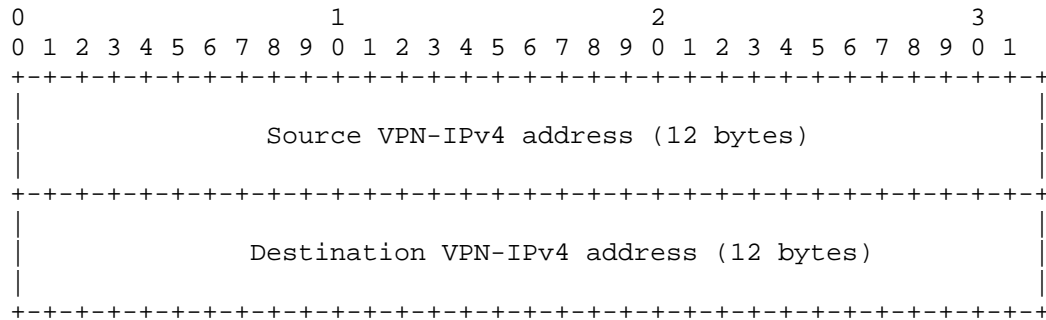 0                   1                   2                   3
0 1 2 3 4 5 6 7 8 9 0 1 2 3 4 5 6 7 8 9 0 1 2 3 4 5 6 7 8 9 0 1
+-+-+-+-+-+-+-+-+-+-+-+-+-+-+-+-+-+-+-+-+-+-+-+-+-+-+-+-+-+-+-+-+
|                                                               |
|               Source VPN-IPv4 address (12 bytes)              |
|                                                               |
+-+-+-+-+-+-+-+-+-+-+-+-+-+-+-+-+-+-+-+-+-+-+-+-+-+-+-+-+-+-+-+-+
|                                                               |
|              Destination VPN-IPv4 address (12 bytes)          |
|                                                               |
+-+-+-+-+-+-+-+-+-+-+-+-+-+-+-+-+-+-+-+-+-+-+-+-+-+-+-+-+-+-+-+-+